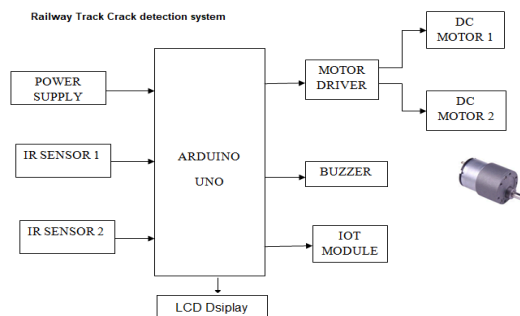 Railway Track Crack detection system
DC
MOTOR 1
POWER
SUPPLY
MOTOR
DRIVER
DC
MOTOR 2
IR SENSOR 1
ARDUINO
UNO
BUZZER
IR SENSOR 2
IOT
MODULE
LCD Dsiplay